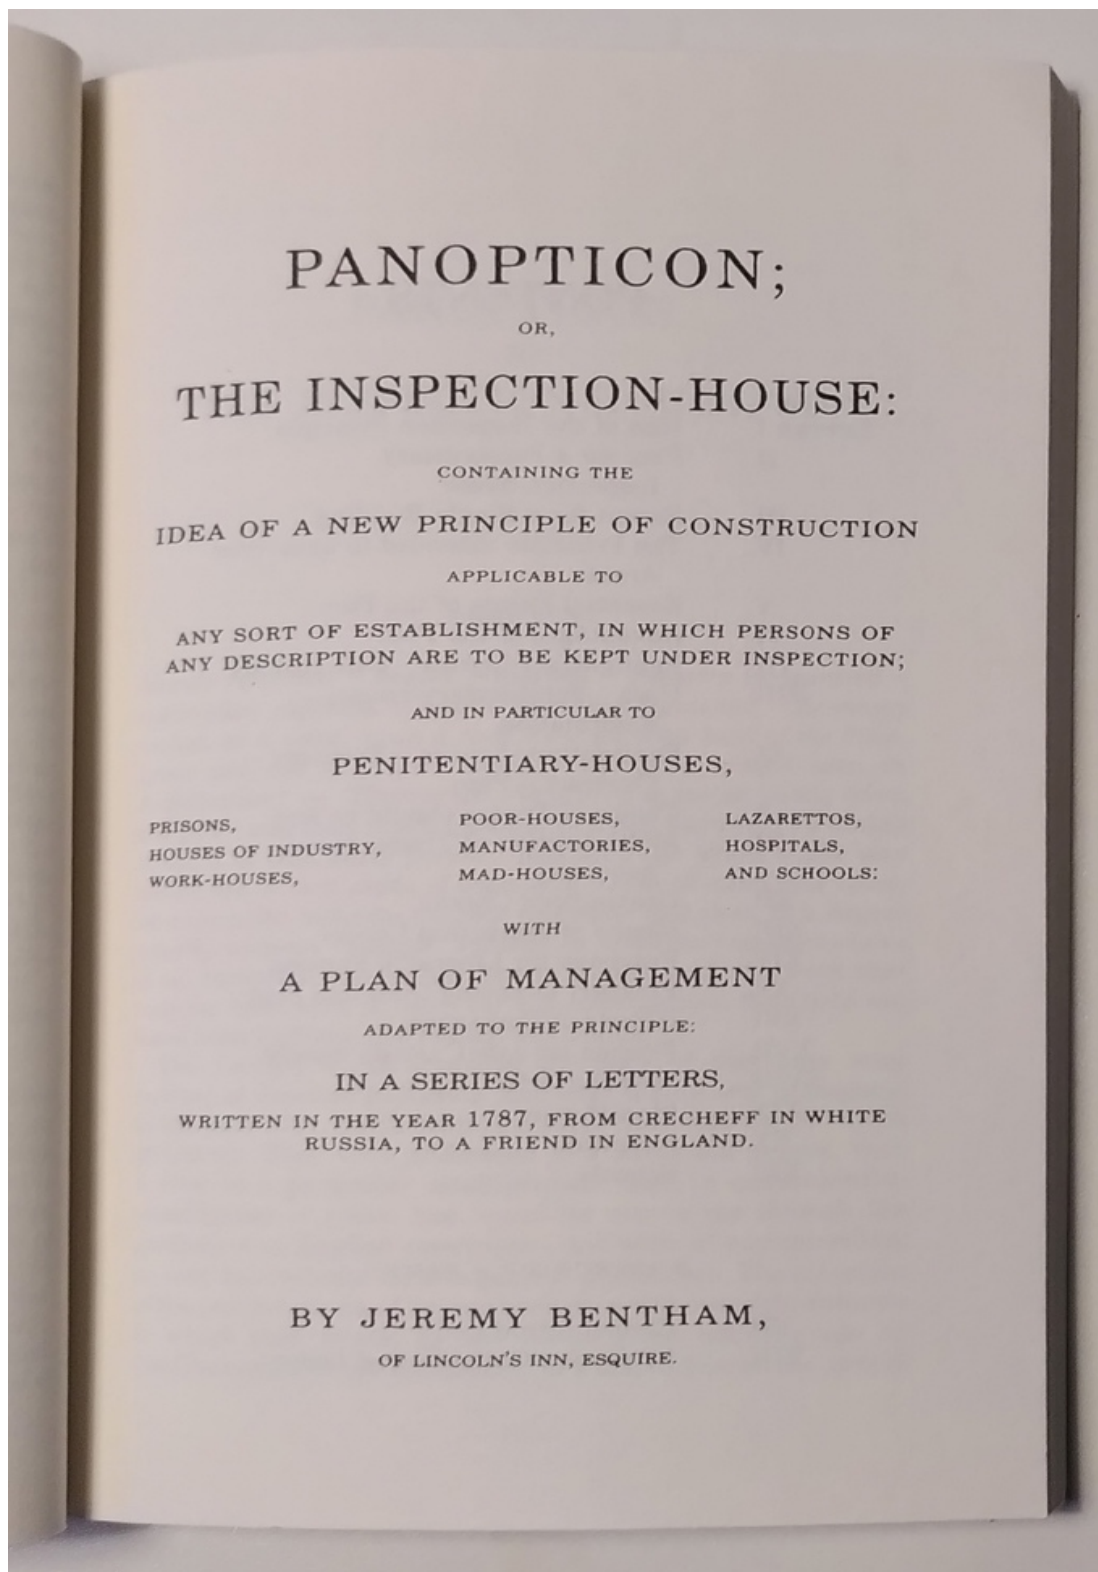 PANOPTICON;
OR,
THE INSPECTION-HOUSE:
CONTAINING THE
IDEA OF A NEW PRINCIPLE OF CONSTRUCTION
APPLICABLE TO
ANY SORT OF ESTABLISHMENT, IN WHICH PERSONS OF
ANY DESCRIPTION ARE TO BE KEPT UNDER INSPECTION;
AND IN PARTICULAR TO
PENITENTIARY-HOUSES,
PRISONS,
HOUSES OF INDUSTRY,
WORK-HOUSES,
POOR-HOUSES,
MANUFACTORIES,
MAD-HOUSES,
LAZARETTOS,
HOSPITALS,
AND SCHOOLS:
WITH
A PLAN OF MANAGEMENT
ADAPTED TO THE PRINCIPLE:
IN A SERIES OF LETTERS,
WRITTEN IN THE YEAR 1787, FROM CRECHEFF IN WHITE
RUSSIA, TO A FRIEND IN ENGLAND.
BY JEREMY BENTHAM,
OF LINCOLN'S INN, ESQUIRE.